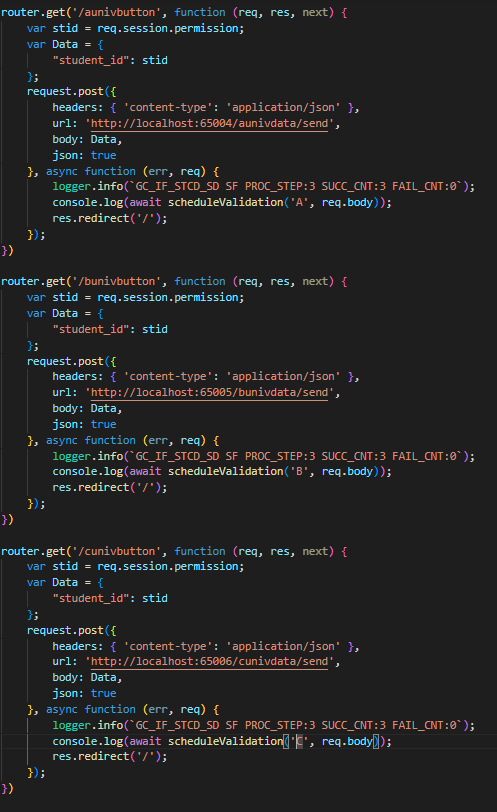 router.get('/aunivbutton', function (req, res, next) {
    var stid = req.session.permission;
    var Data = {
        "student_id": stid
    };
    request.post({
        headers: { 'content-type': 'application/json' },
        url: 'http://localhost:65004/aunivdata/send',
        body: Data,
        json: true
    }, async function (err, req) {
        logger.info(`GC_IF_STCD_SD SF PROC_STEP:3 SUCC_CNT:3 FAIL_CNT:0`);
        console.log(await scheduleValidation('A', req.body));
        res.redirect('/');
    });
})
router.get('/bunivbutton', function (req, res, next) {
    var stid = req.session.permission;
    var Data = {
        "student_id": stid
    };
    request.post({
        headers: { 'content-type': 'application/json' },
        url: 'http://localhost:65005/bunivdata/send',
        body: Data,
        json: true
    }, async function (err, req) {
        logger.info(`GC_IF_STCD_SD SF PROC_STEP:3 SUCC_CNT:3 FAIL_CNT:0`);
        console.log(await scheduleValidation('B', req.body));
        res.redirect('/');
    });
})
router.get('/cunivbutton', function (req, res, next) {
    var stid = req.session.permission;
    var Data = {
        "student_id": stid
    };
    request.post({
        headers: { 'content-type': 'application/json' },
        url: 'http://localhost:65006/cunivdata/send',
        body: Data,
        json: true
    }, async function (err, req) {
        logger.info(`GC_IF_STCD_SD SF PROC_STEP:3 SUCC_CNT:3 FAIL_CNT:0`);
        console.log(await scheduleValidation('C', req.body));
        res.redirect('/');
    });
})